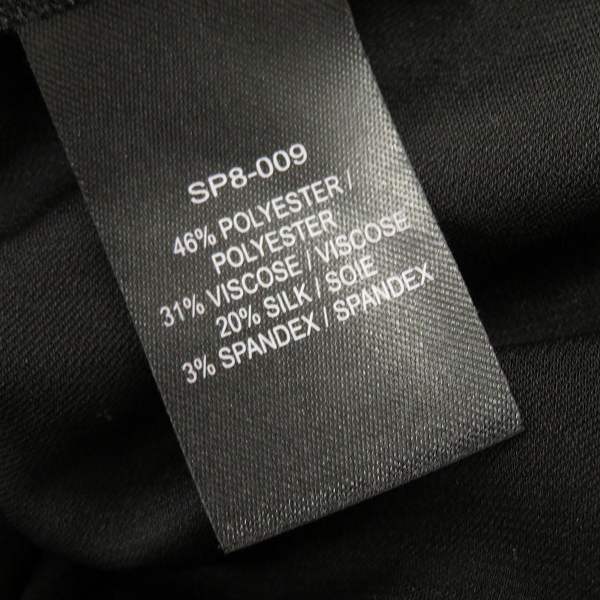 SP8-009
46% POLYESTER /
POLYESTER
31% VISCOSE / VISCOSE
20% SILK / SOIE
3% SPANDEX / SPANDEX